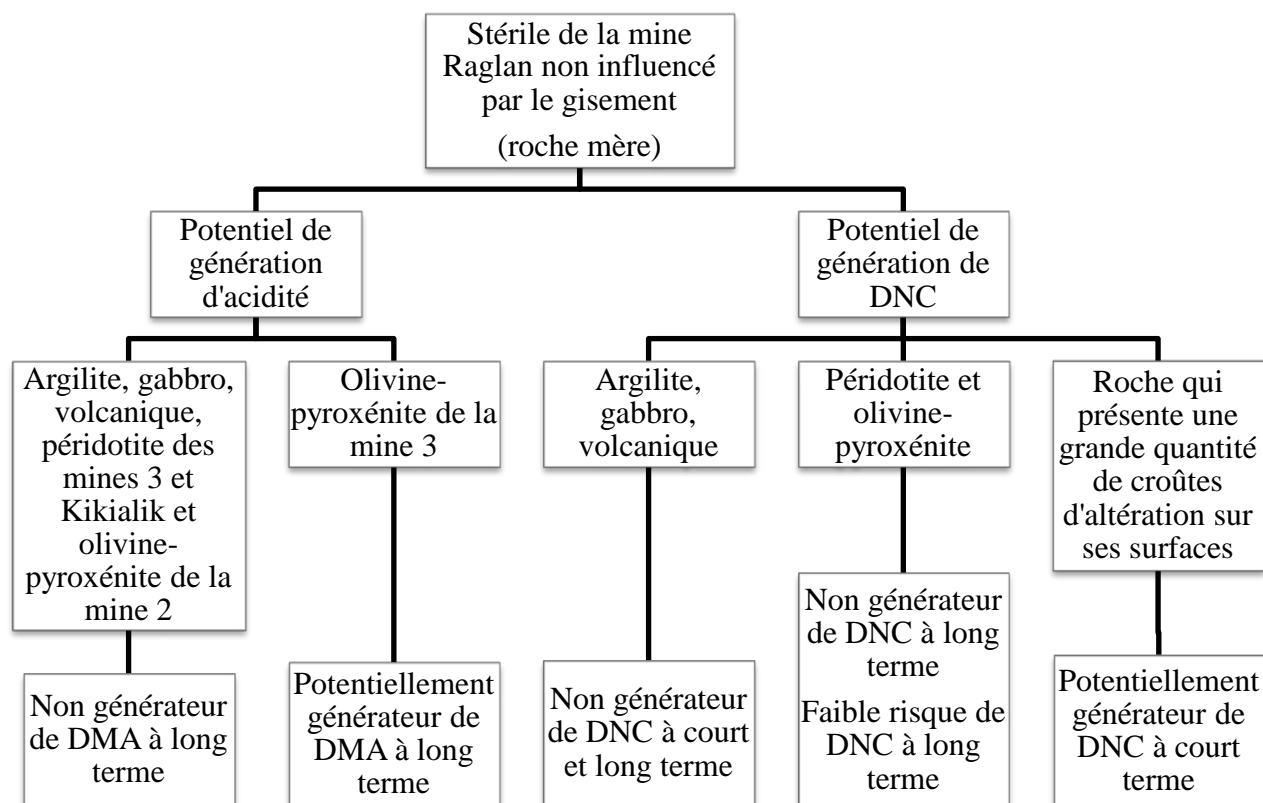 Stérile de la mine
Raglan non influencé
par le gisement
(roche mère)
Potentiel de
génération
d'acidité
Potentiel de
génération de
DNC
Argilite, gabbro,
volcanique,
péridotite des
mines 3 et
Kikialik et
olivine-
pyroxénite de la
mine 2
Olivine-
pyroxénite de la
mine 3
Argilite,
gabbro,
volcanique
Péridotite et
olivine-
pyroxénite
Roche qui
présente une
grande quantité
de croûtes
d'altération sur
ses surfaces
Non générateur
de DMA à long
terme
Potentiellement
générateur de
DMA à long
terme
Non générateur
de DNC à court
et long terme
Non générateur
de DNC à long
terme
Faible risque de
DNC à long
terme
Potentiellement
générateur de
DNC à court
terme